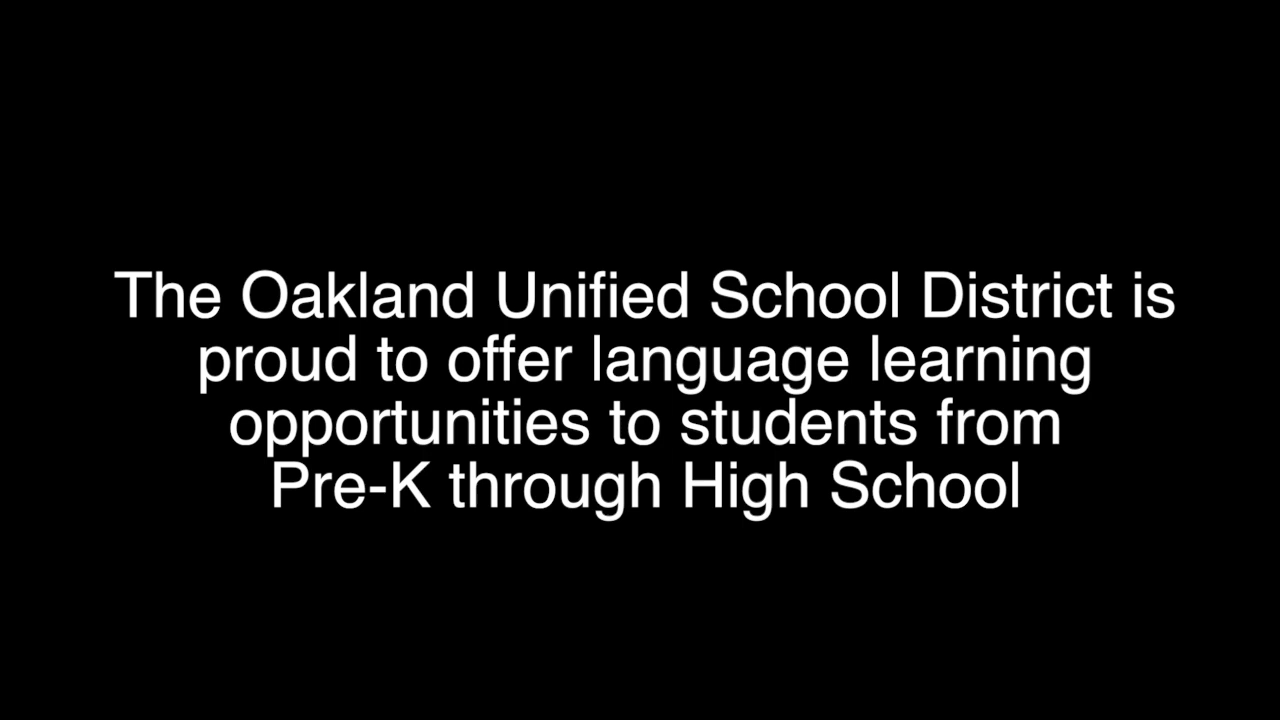 The Oakland Unified School District is
proud to offer language learning
opportunities to students from
Pre-K through High School